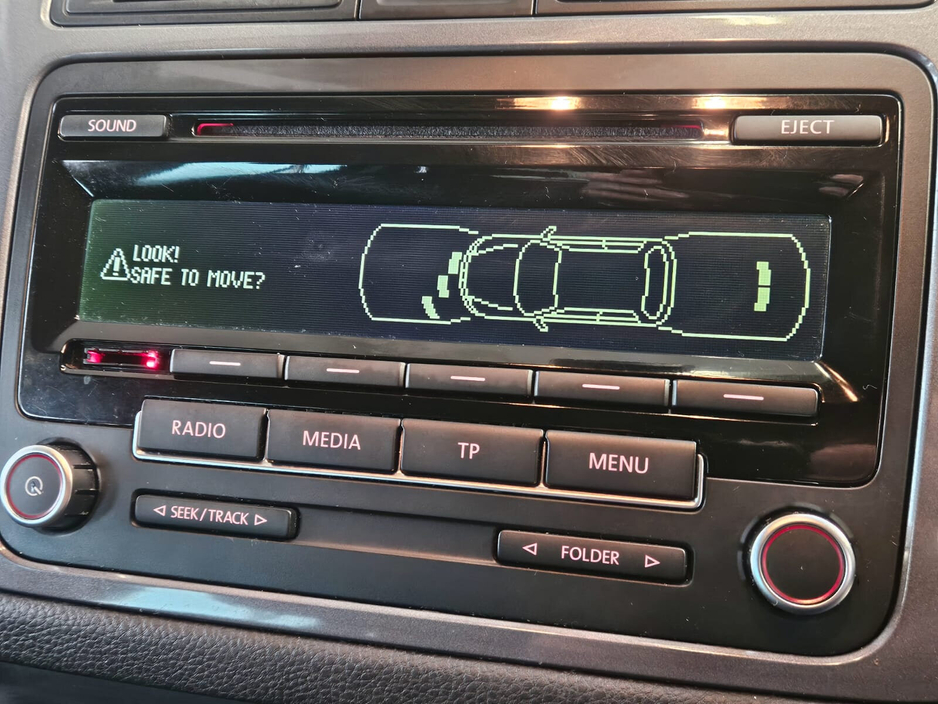 SOUND
EJECT
LOOK!
SAFE TO MOVE?
RADIO
MEDIA
TP
MENU
SEEK/TRACK
FOLDER